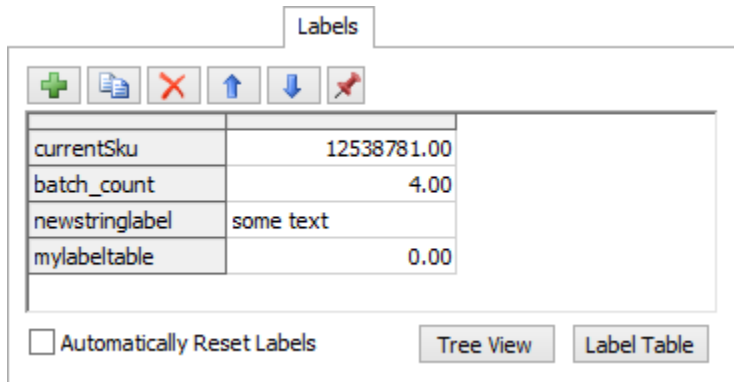 Labels
currentSku 12538781.00
batch_count 4.00
newstringlabel some text
mylabeltable 0.00
Automatically Reset Labels Tree View Label Table